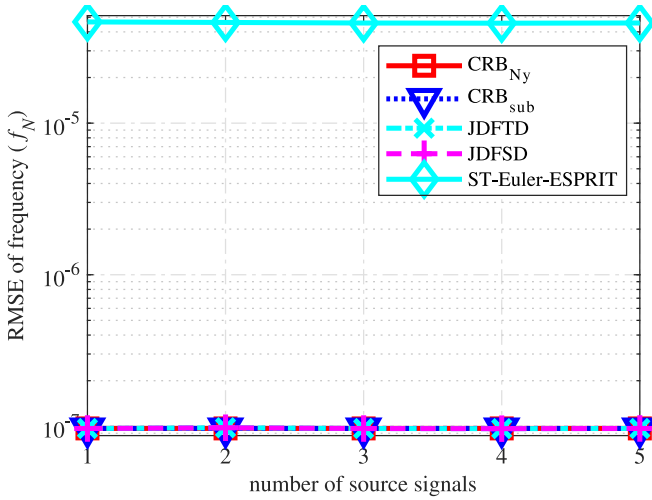 RMSE of frequency (f_N)
10^-5
10^-6
10^-7
CRB_Ny
CRB_sub
JDFTD
JDFSD
ST-Euler-ESPRIT
1 2 3 4 5
number of source signals